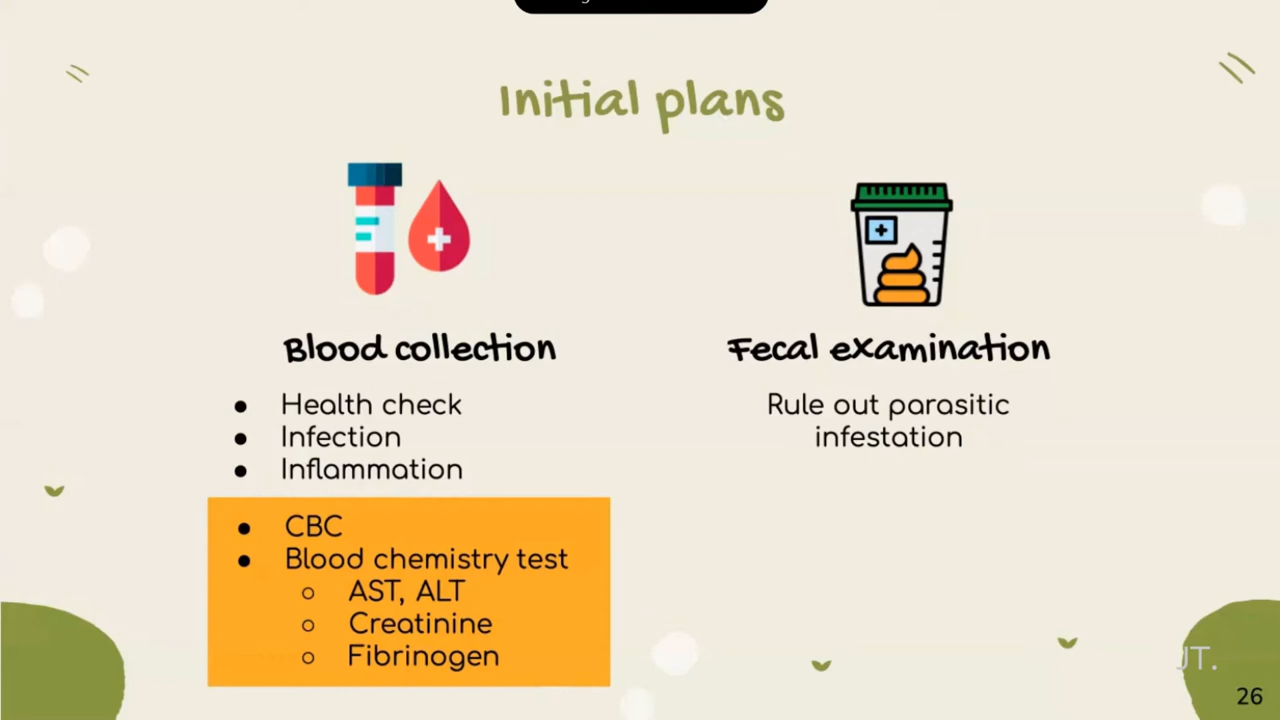 Initial plans
Blood collection
Health check
Infection
Inflammation
CBC
Blood chemistry test
AST, ALT
Creatinine
Fibrinogen
Fecal examination
Rule out parasitic
infestation
JT.
26